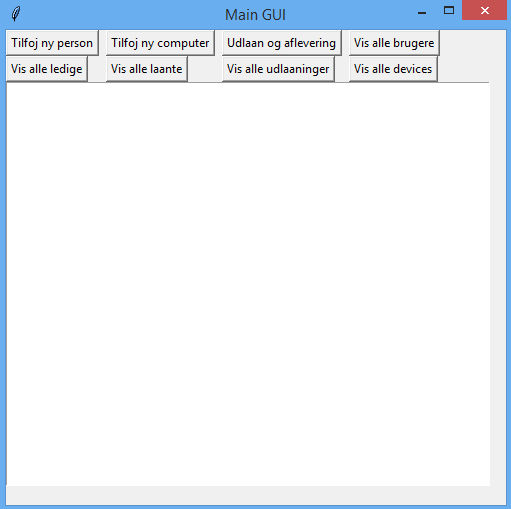 Main GUI
Tilfoj ny person Tilfoj ny computer Udlaan og aflevering Vis alle brugere
Vis alle ledige Vis alle laante Vis alle udlaaninger Vis alle devices